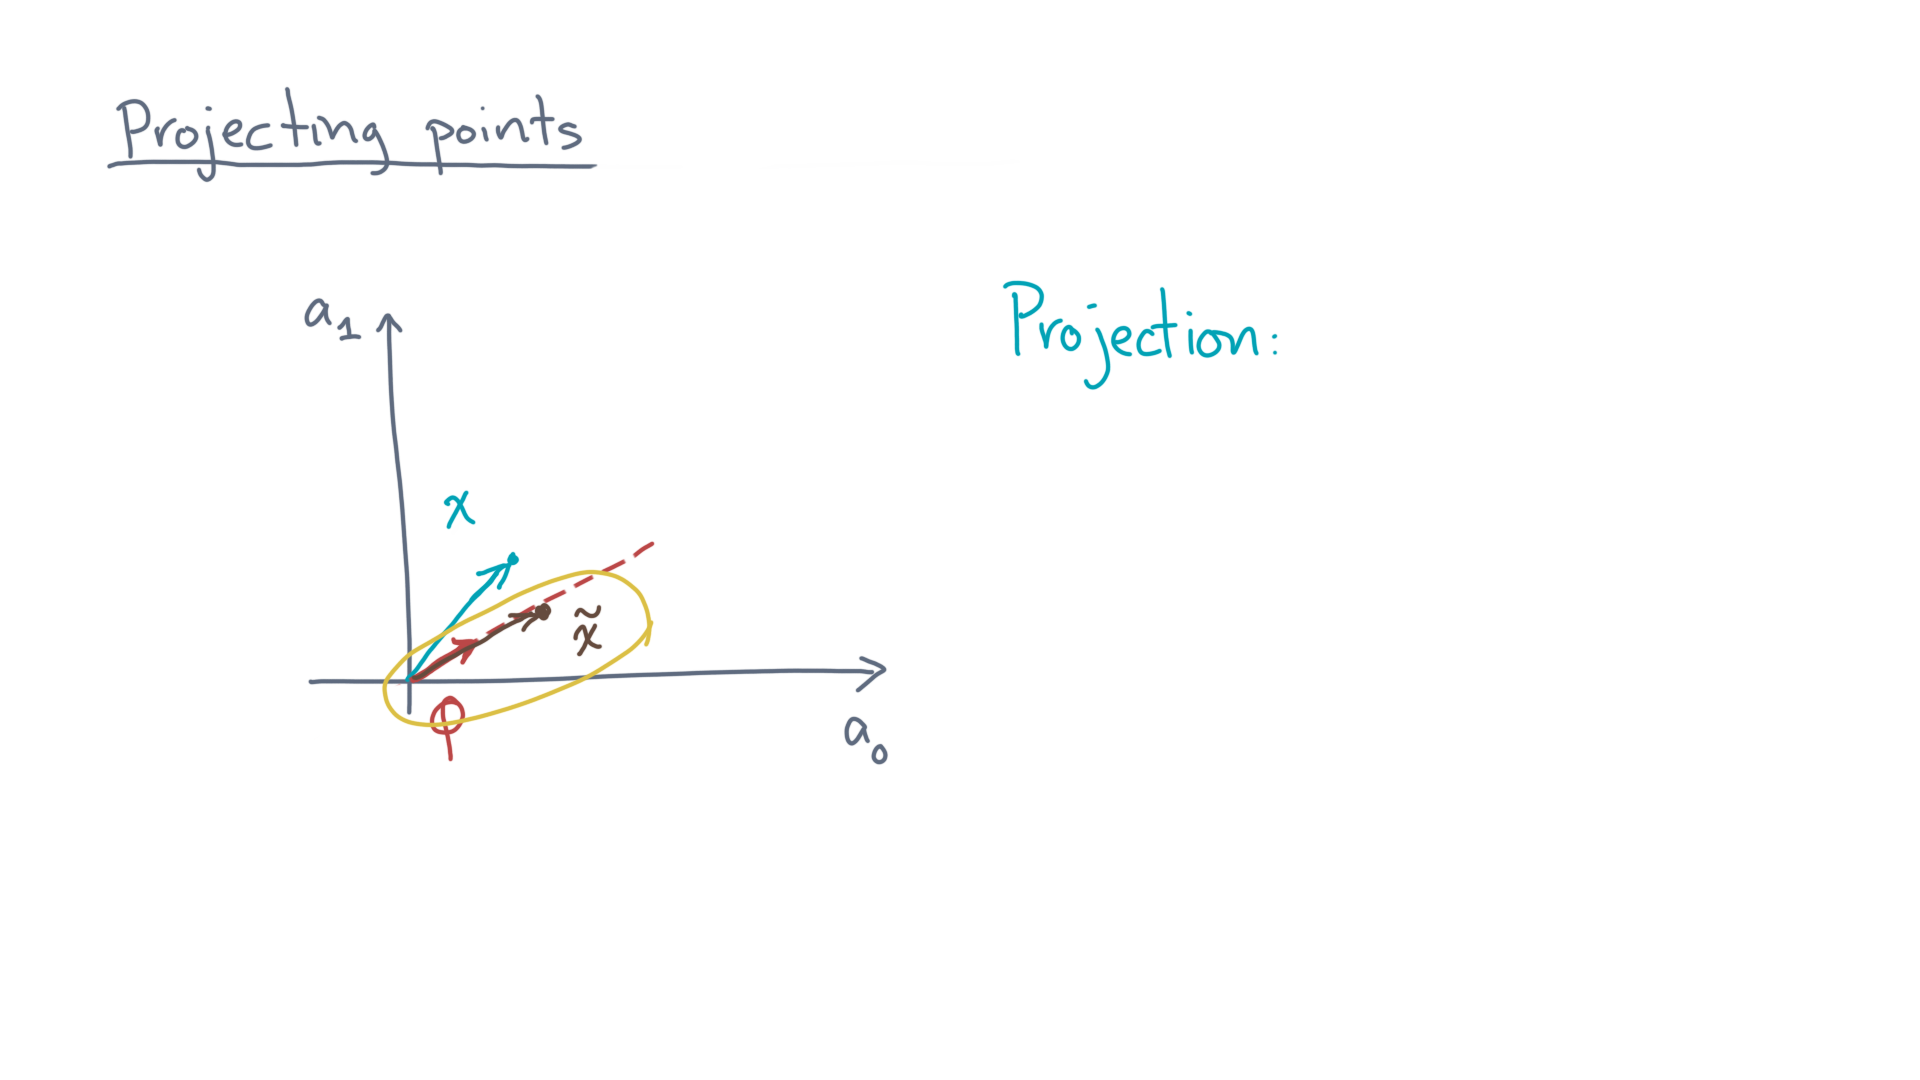 Projecting points
a₁
Projection:
x
x̃
φ
a₀